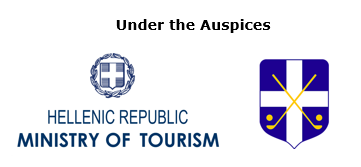 Under the Auspices
HELLENIC REPUBLIC
MINISTRY OF TOURISM